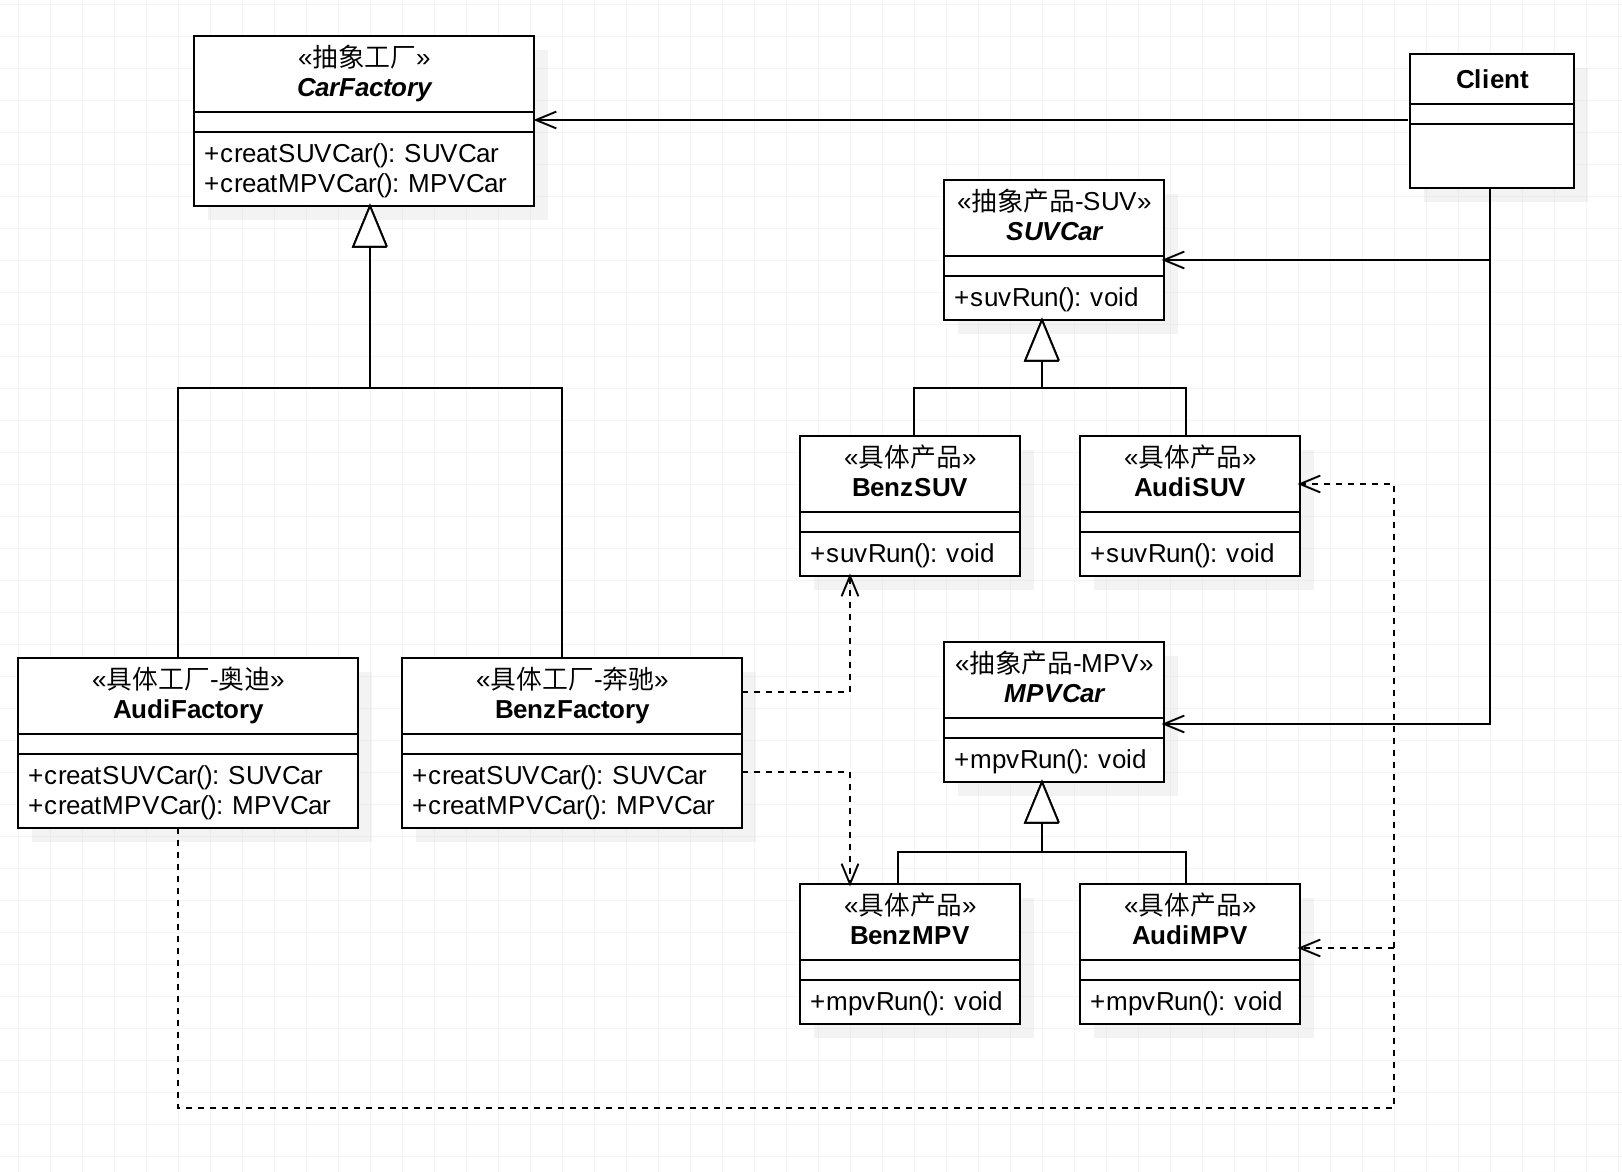 «抽象工厂»
CarFactory
+creatSUVCar(): SUVCar
+creatMPVCar(): MPVCar
Client
«抽象产品-SUV»
SUVCar
+suvRun(): void
«具体产品»
BenzSUV
+suvRun(): void
«具体产品»
AudiSUV
+suvRun(): void
«具体工厂-奥迪»
AudiFactory
+creatSUVCar(): SUVCar
+creatMPVCar(): MPVCar
«具体工厂-奔驰»
BenzFactory
+creatSUVCar(): SUVCar
+creatMPVCar(): MPVCar
«抽象产品-MPV»
MPVCar
+mpvRun(): void
«具体产品»
BenzMPV
+mpvRun(): void
«具体产品»
AudiMPV
+mpvRun(): void